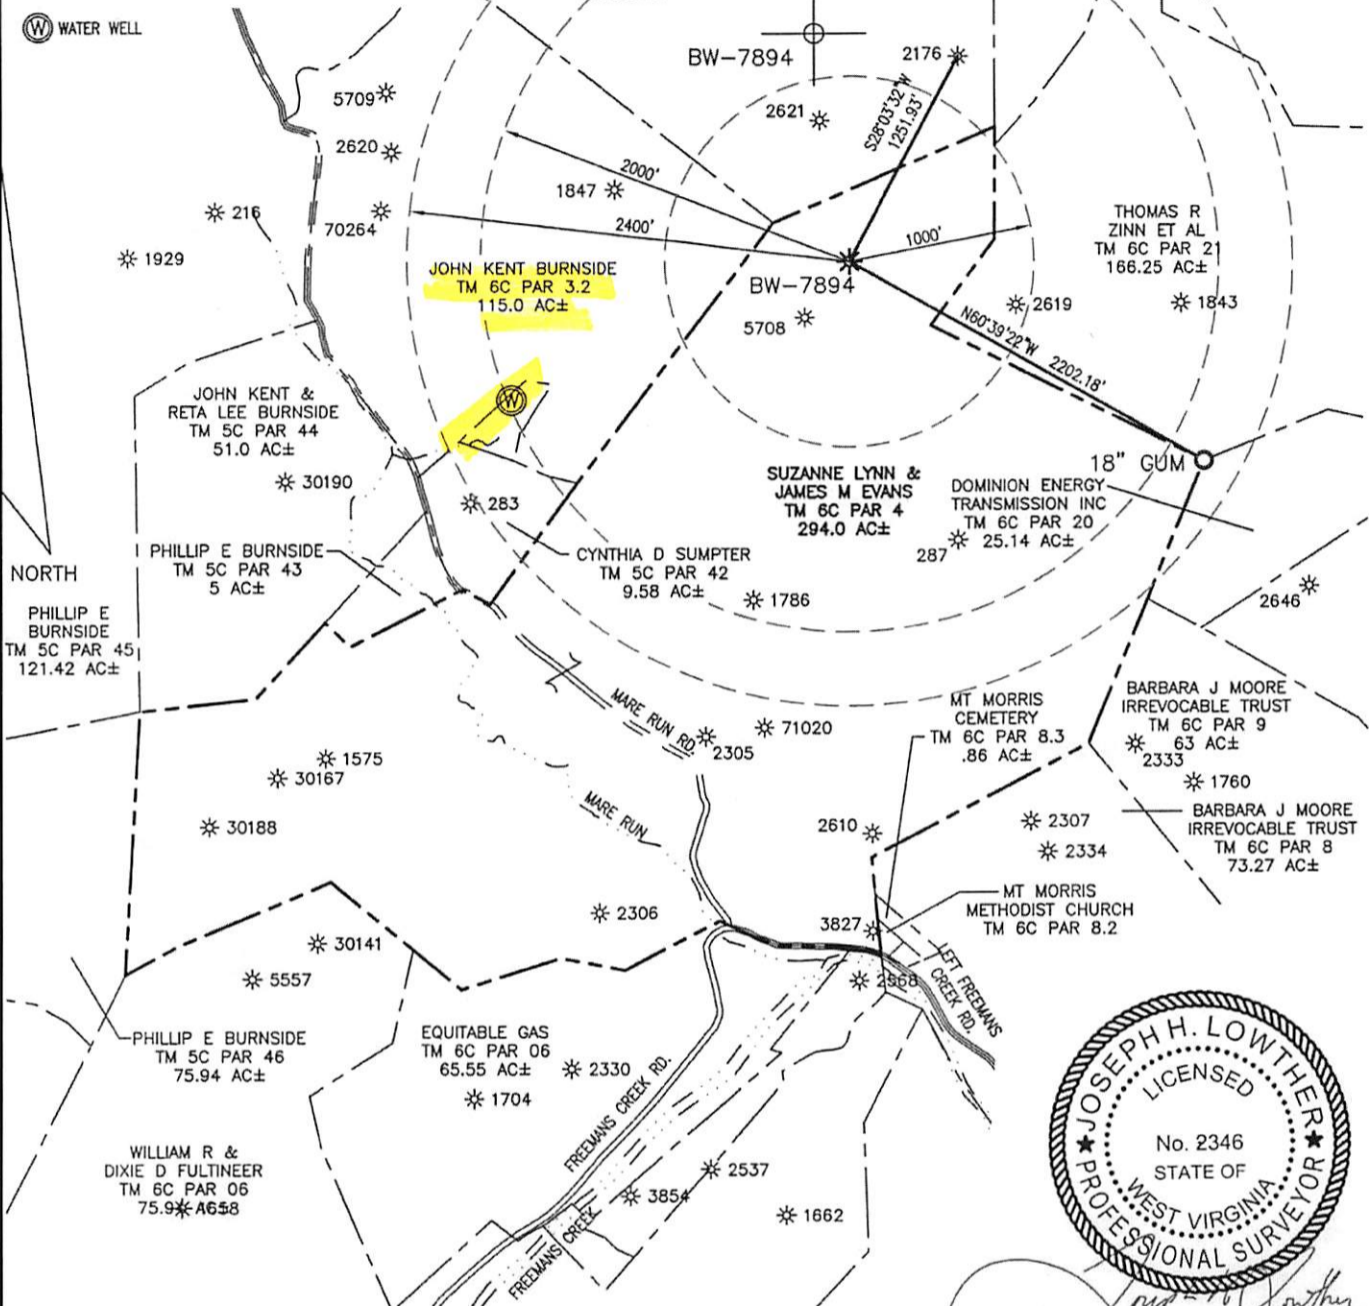 W WATER WELL
BW-7894
2176
5709
2621
S28°03'32"W
1251.93'
2620
2000'
1847
216
70264
2400'
1000'
THOMAS R
ZINN ET AL
TM 6C PAR 21
166.25 AC±
1929
JOHN KENT BURNSIDE
TM 6C PAR 3.2
115.0 AC±
BW-7894
5708
2619
1843
N60°39'22"W 2202.18'
JOHN KENT &
RETA LEE BURNSIDE
TM 5C PAR 44
51.0 AC±
W
30190
283
18" GUM
SUZANNE LYNN &
JAMES M EVANS
TM 6C PAR 4
294.0 AC±
DOMINION ENERGY
TRANSMISSION INC
TM 6C PAR 20
25.14 AC±
287
PHILLIP E BURNSIDE
TM 5C PAR 43
5 AC±
CYNTHIA D SUMPTER
TM 5C PAR 42
9.58 AC±
NORTH
1786
2646
PHILLIP E
BURNSIDE
TM 5C PAR 45
121.42 AC±
MARE RUN RD.
71020
2305
MT MORRIS
CEMETERY
TM 6C PAR 8.3
.86 AC±
BARBARA J MOORE
IRREVOCABLE TRUST
TM 6C PAR 9
63 AC±
2333
1760
1575
30167
30188
MARE RUN
2610
2307
2334
BARBARA J MOORE
IRREVOCABLE TRUST
TM 6C PAR 8
73.27 AC±
MT MORRIS
METHODIST CHURCH
TM 6C PAR 8.2
2306
3827
30141
5557
2568
LEFT FREEMANS
CREEK RD.
PHILLIP E BURNSIDE
TM 5C PAR 46
75.94 AC±
EQUITABLE GAS
TM 6C PAR 06
65.55 AC±
2330
1704
FREEMANS CREEK RD.
WILLIAM R &
DIXIE D FULTINEER
TM 6C PAR 06
2537
3854
1662
FREEMANS CREEK
JOSEPH H. LOWTHER
LICENSED
No. 2346
STATE OF
WEST VIRGINIA
PROFESSIONAL SURVEYOR